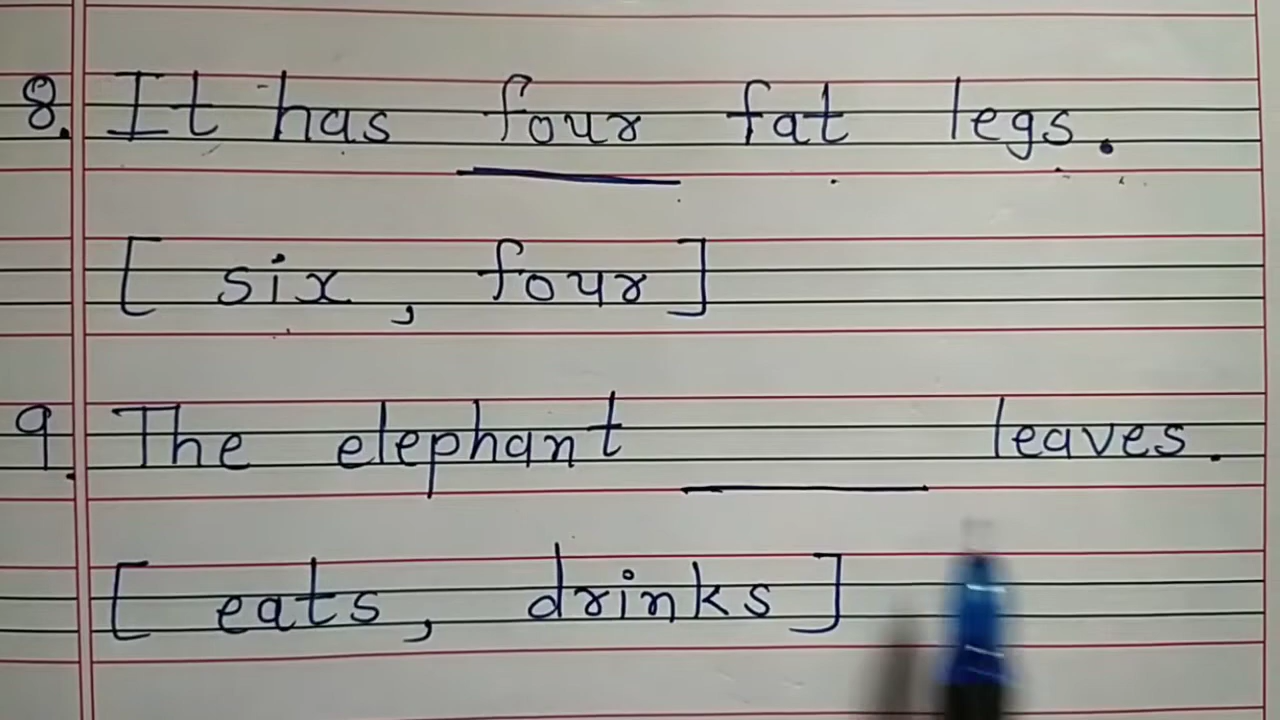 8. It has four fat legs.
[ six, four ]
9. The elephant ______ leaves.
[ eats, drinks ]